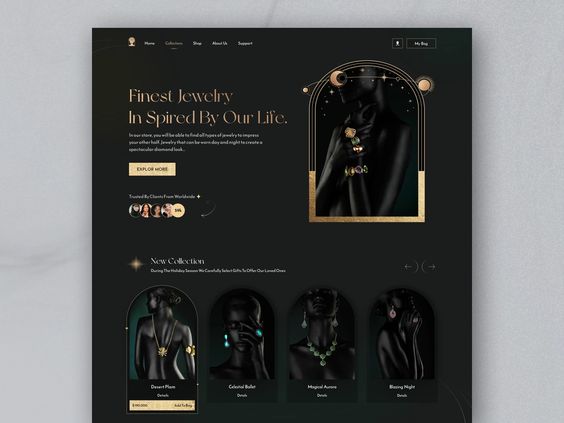 Home Collections Shop About Us Support My Bag
Finest Jewelry
In Spired By Our Life.
In our store, you will be able to find all types of jewelry to impress
your other half. Jewelry that can be worn day and night to create a
spectacular diamond look...
EXPLOR MORE
Trusted By Clients From Worldwide
New Collection
During The Holiday Season We Carefully Select Gifts To Offer Our Loved Ones
Desert Plam
Details
Add To Bag
Celestial Ballet
Details
Magical Aurora
Details
Blazing Night
Details